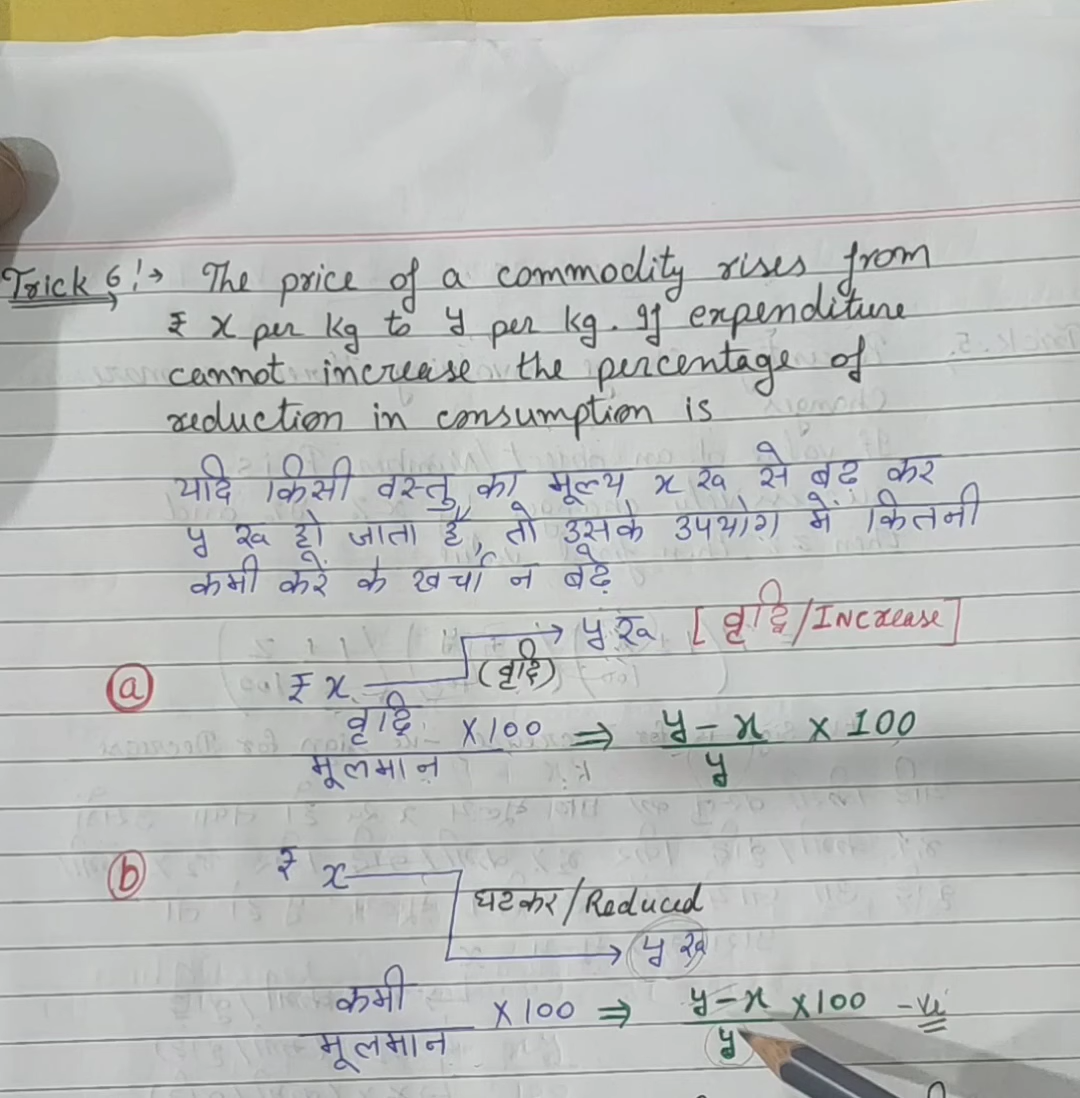 Trick 6:→ The price of a commodity rises from
₹ x per kg to y per kg. If expenditure
cannot increase the percentage of
reduction in consumption is
यदि किसी वस्तु का मूल्य x रु से बढ कर
y रु हो जाता है, तो उसके उपयोग में कितनी
कमी करें के खर्चा न बढ़े
(a) ₹ x (वृद्धि) → y रु [वृद्धि/Increase]
वृद्धि/मूलमान × 100 ⇒ y - x/y × 100
(b) ₹ x
घटकर/Reduced
→ y रु
कमी/मूलमान × 100 ⇒ y - x/y × 100 -ve